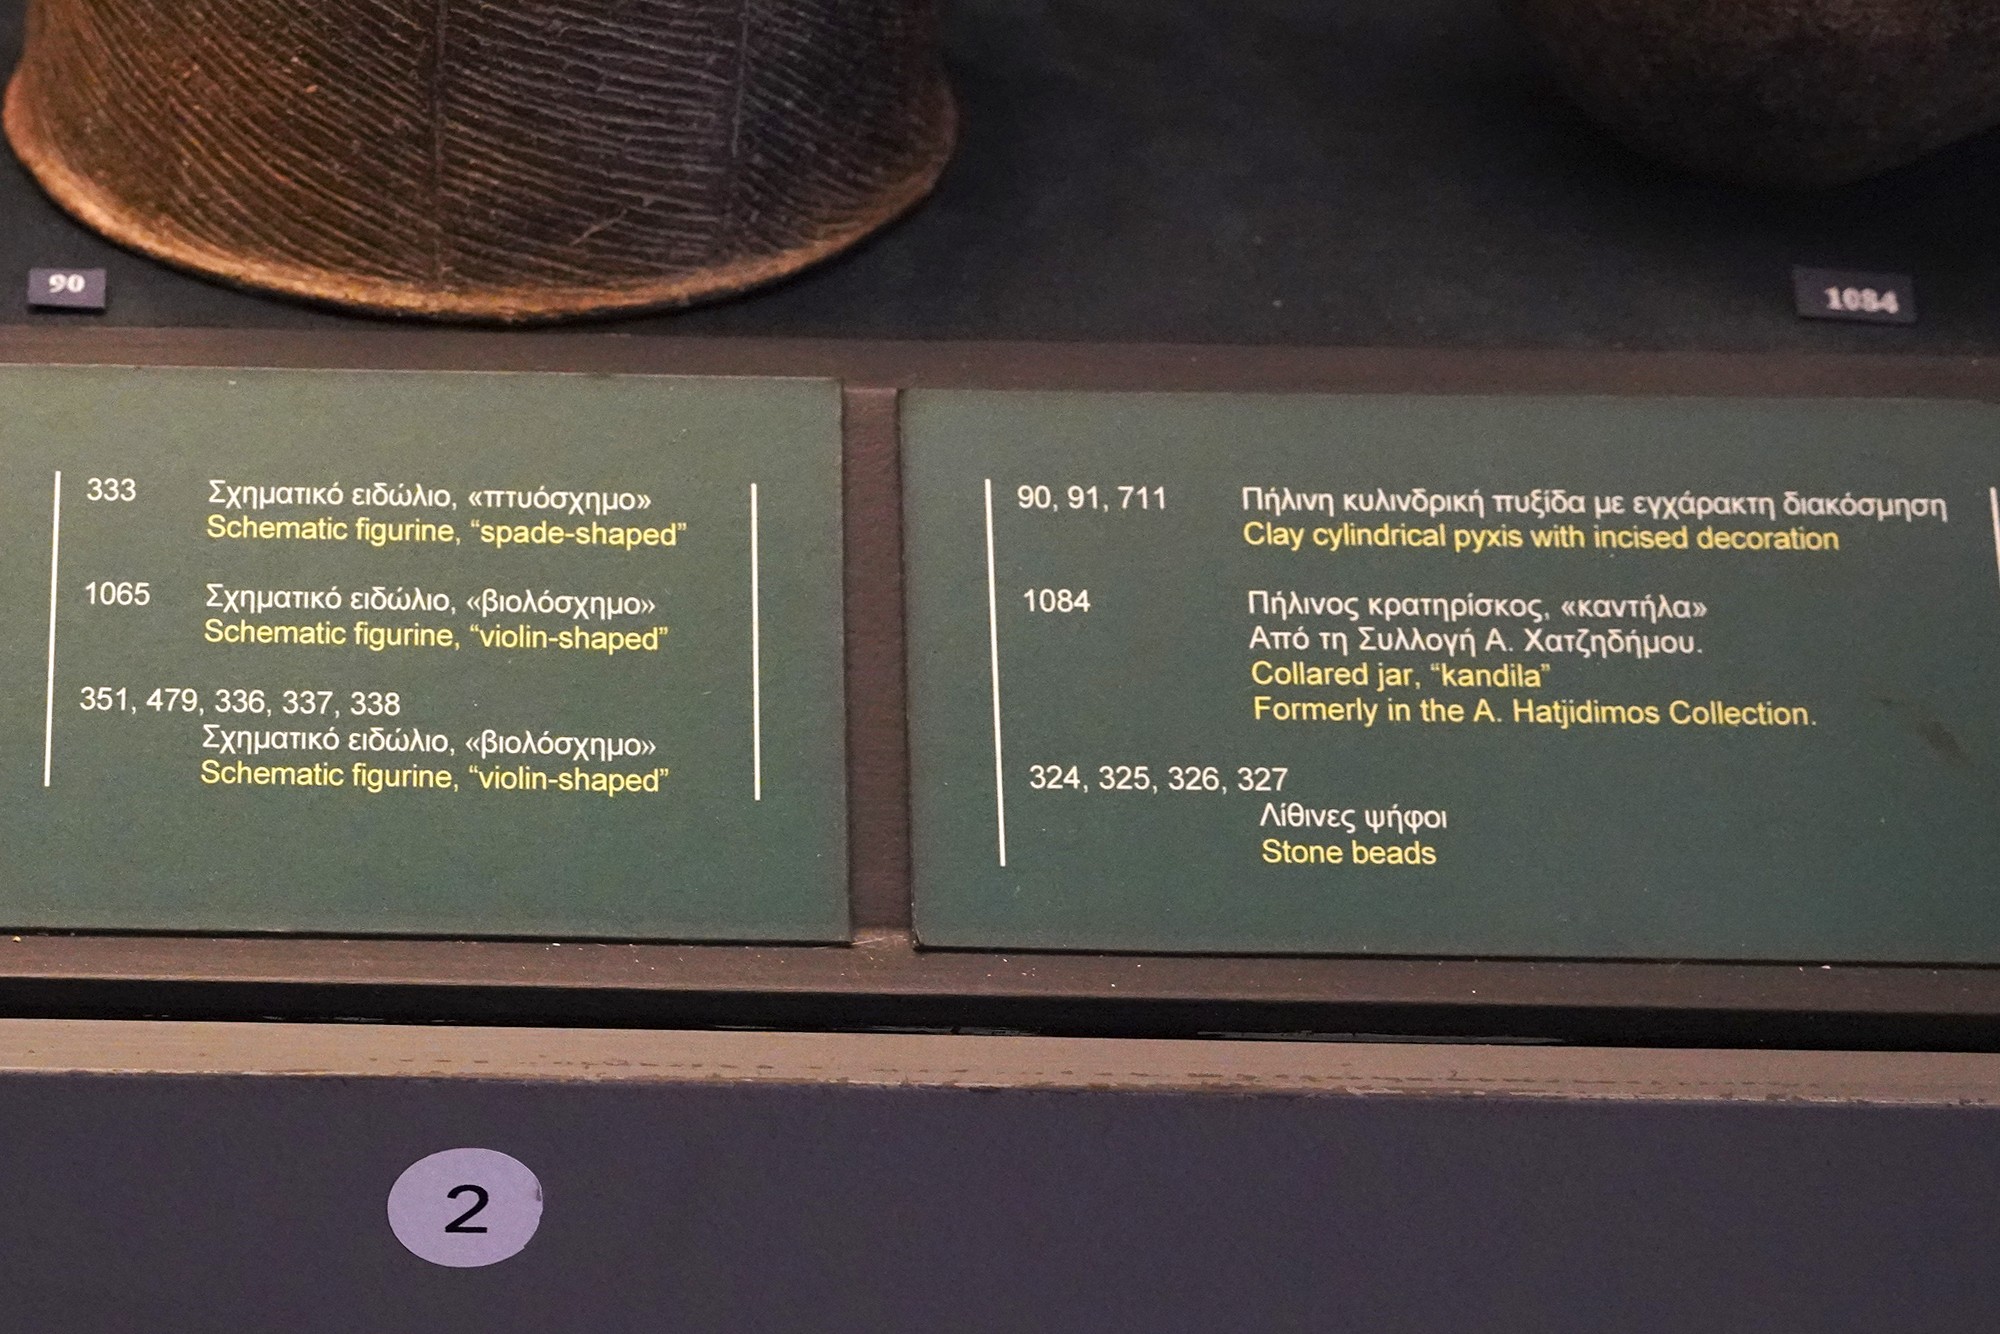 90
1084
333 Σχηματικό ειδώλιο, «πτυόσχημο»
Schematic figurine, “spade-shaped”
1065 Σχηματικό ειδώλιο, «βιολόσχημο»
Schematic figurine, “violin-shaped”
351, 479, 336, 337, 338
Σχηματικό ειδώλιο, «βιολόσχημο»
Schematic figurine, “violin-shaped”
90, 91, 711 Πήλινη κυλινδρική πυξίδα με εγχάρακτη διακόσμηση
Clay cylindrical pyxis with incised decoration
1084 Πήλινος κρατηρίσκος, «καντήλα»
Από τη Συλλογή Α. Χατζηδήμου.
Collared jar, “kandila”
Formerly in the A. Hatjidimos Collection.
324, 325, 326, 327
Λίθινες ψήφοι
Stone beads
2